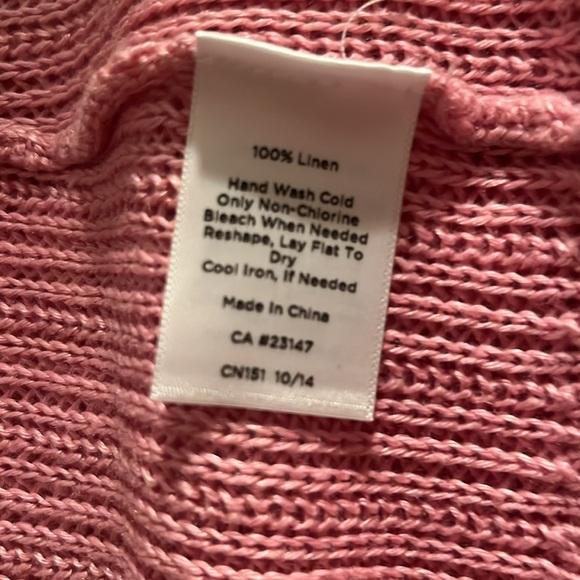 100% Linen
Hand Wash Cold
Only Non-Chlorine
Bleach When Needed
Reshape, Lay Flat To
Dry
Cool Iron, If Needed
Made In China
CA #23147
CN151 10/14